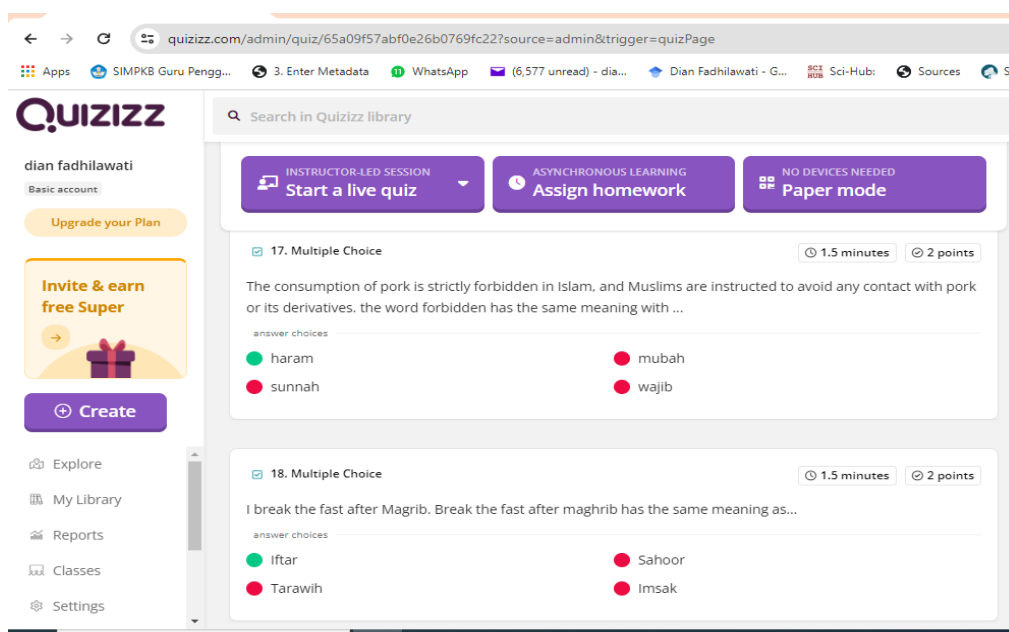 quizizz.com/admin/quiz/65a09f57abf0e26b0769fc22?source=admin&trigger=quizPage
Apps SIMPKB Guru Pengg... 3. Enter Metadata WhatsApp (6,577 unread) - dia... Dian Fadhilawati - G... Sci-Hub: Sources S
QUIZIZZ
Search in Quizizz library
dian fadhilawati
Basic account
Upgrade your Plan
Invite & earn
free Super
Create
Explore
My Library
Reports
Classes
Settings
INSTRUCTOR-LED SESSION
Start a live quiz
ASYNCHRONOUS LEARNING
Assign homework
NO DEVICES NEEDED
Paper mode
17. Multiple Choice
1.5 minutes
2 points
The consumption of pork is strictly forbidden in Islam, and Muslims are instructed to avoid any contact with pork
or its derivatives. the word forbidden has the same meaning with ...
answer choices
haram
mubah
sunnah
wajib
18. Multiple Choice
1.5 minutes
2 points
I break the fast after Magrib. Break the fast after maghrib has the same meaning as...
answer choices
Iftar
Sahoor
Tarawih
Imsak